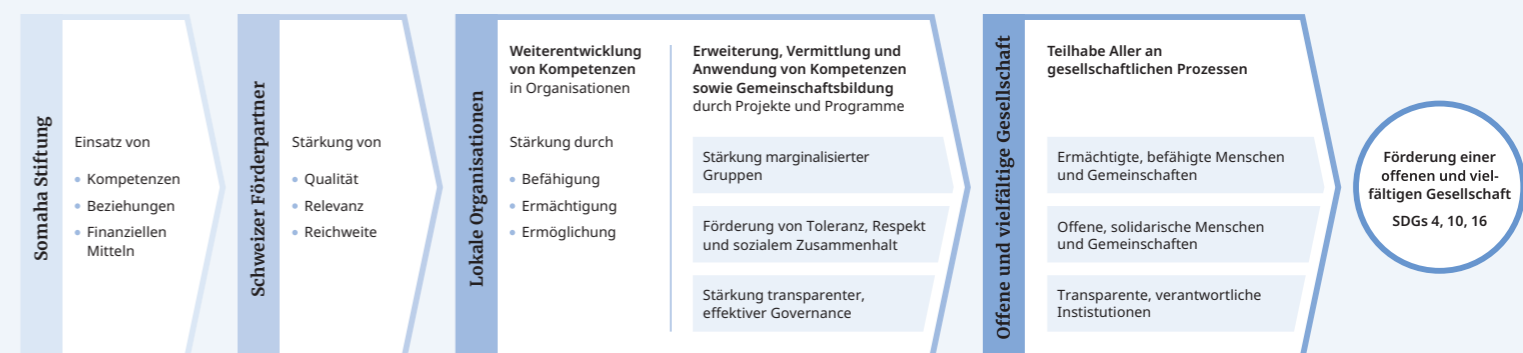 Somaha Stiftung
Einsatz von
• Kompetenzen
• Beziehungen
• Finanziellen
Mitteln
Schweizer Förderpartner
Stärkung von
• Qualität
• Relevanz
• Reichweite
Lokale Organisationen
Weiterentwicklung
von Kompetenzen
in Organisationen
Stärkung durch
• Befähigung
• Ermächtigung
• Ermöglichung
Erweiterung, Vermittlung und
Anwendung von Kompetenzen
sowie Gemeinschaftsbildung
durch Projekte und Programme
Stärkung marginalisierter
Gruppen
Förderung von Toleranz, Respekt
und sozialem Zusammenhalt
Stärkung transparenter,
effektiver Governance
Offene und vielfältige Gesellschaft
Teilhabe Aller an
gesellschaftlichen Prozessen
Ermächtigte, befähigte Menschen
und Gemeinschaften
Offene, solidarische Menschen
und Gemeinschaften
Transparente, verantwortliche
Instistutionen
Förderung einer
offenen und viel-
fältigen Gesellschaft
SDGs 4, 10, 16